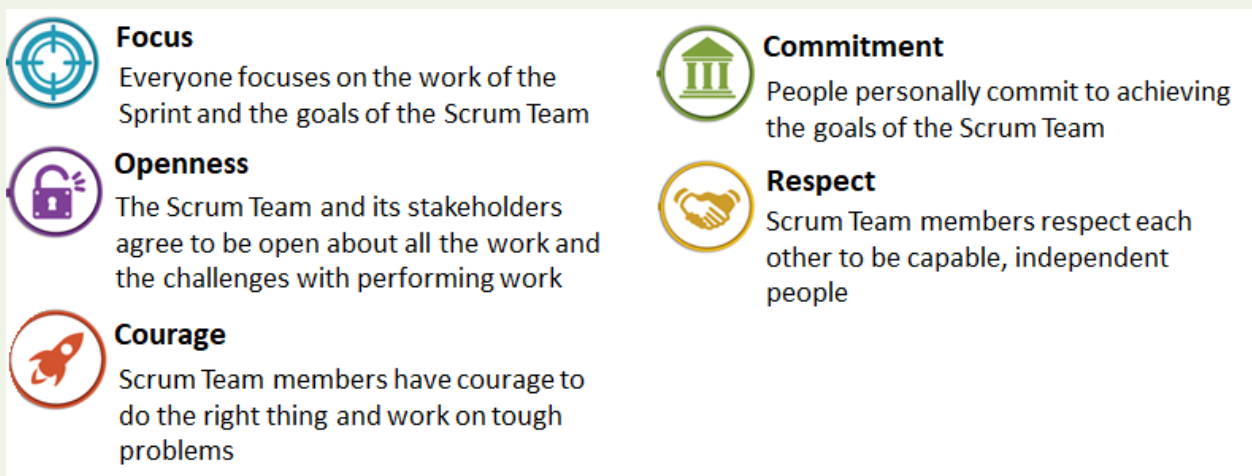 Focus
Everyone focuses on the work of the
Sprint and the goals of the Scrum Team
Openness
The Scrum Team and its stakeholders
agree to be open about all the work and
the challenges with performing work
Courage
Scrum Team members have courage to
do the right thing and work on tough
problems
Commitment
People personally commit to achieving
the goals of the Scrum Team
Respect
Scrum Team members respect each
other to be capable, independent
people